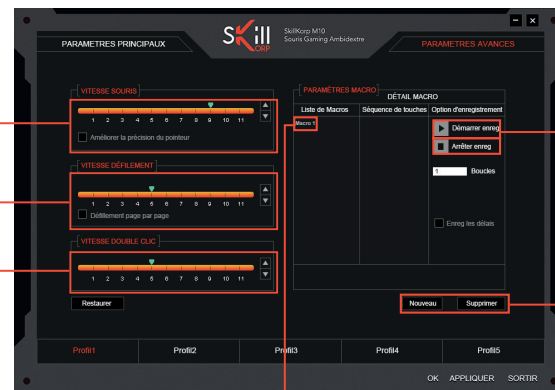 SKill
KORP
SkillKorp M10
Souris Gaming Ambidextre
PARAMETRES PRINCIPAUX
PARAMETRES AVANCES
VITESSE SOURIS
1 2 3 4 5 6 7 8 9 10 11
Améliorer la précision du pointeur
VITESSE DÉFILEMENT
1 2 3 4 5 6 7 8 9 10 11
Défillement page par page
VITESSE DOUBLE CLIC
1 2 3 4 5 6 7 8 9 10 11
Restaurer
PARAMÈTRES MACRO
DÉTAIL MACRO
Liste de Macros Séquence de touches Option d'enregistrement
Macro 1
Démarrer enreg
Arrêter enreg
1 Boucles
Enreg les délais
Nouveau Supprimer
Profil1 Profil2 Profil3 Profil4 Profil5
OK APPLIQUER SORTIR